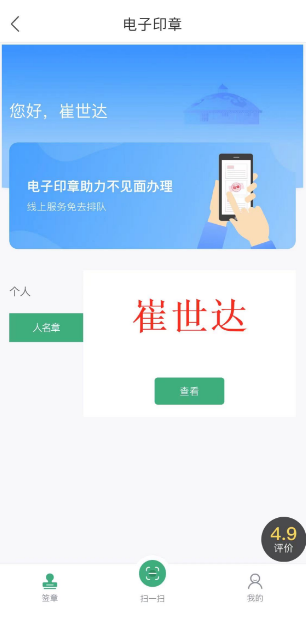 电子印章
您好，崔世达
电子印章助力不见面办理
线上服务免去排队
个人
人名章
崔世达
查看
4.9
评价
签章
扫一扫
我的